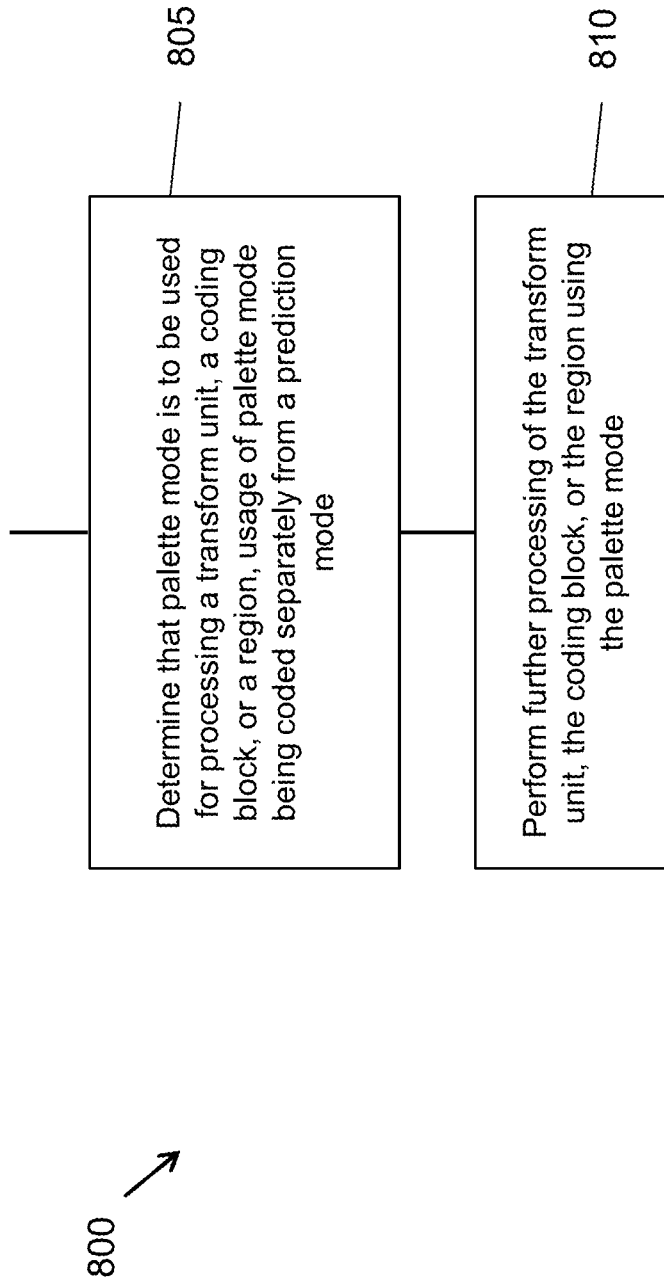 800
Determine that palette mode is to be used
for processing a transform unit, a coding
block, or a region, usage of palette mode
being coded separately from a prediction
mode
805
Perform further processing of the transform
unit, the coding block, or the region using
the palette mode
810